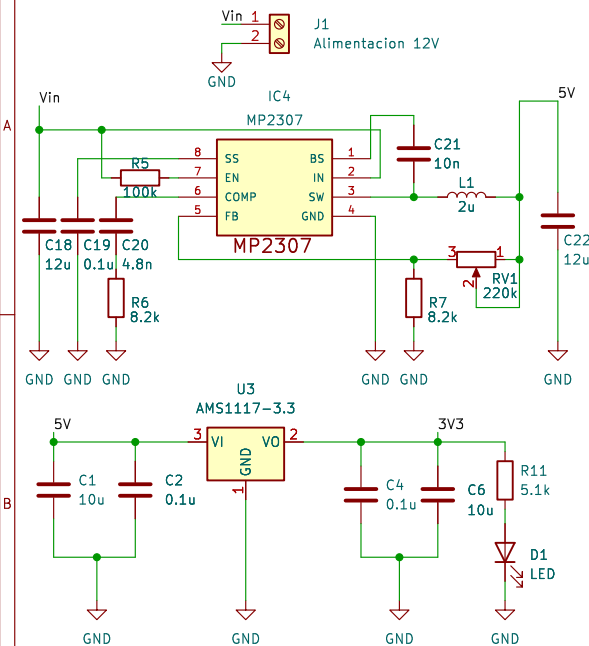 Vin 1 J1
2 Alimentacion 12V
GND
IC4
MP2307
Vin
5V
A
8 SS BS 1
R5
100k
7 EN IN 2
6 COMP SW 3
5 FB GND 4
MP2307
C21
10n
L1
2u
C18
12u
C19
0.1u
C20
4.8n
C22
12u
3 1
2
RV1
220k
R6
8.2k
R7
8.2k
GND GND GND GND GND GND
U3
AMS1117-3.3
5V
3V3
3 VI VO 2
GND
1
B
C1
10u
C2
0.1u
C4
0.1u
C6
10u
R11
5.1k
D1
LED
GND GND GND GND